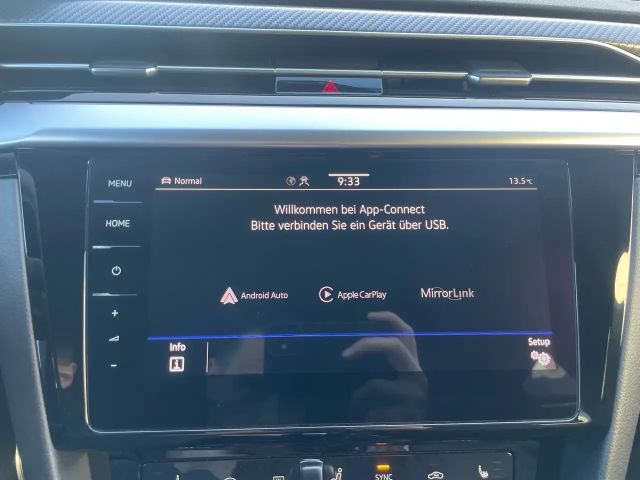 MENU
HOME
+
-
Normal
9:33
13.5°C
Willkommen bei App-Connect
Bitte verbinden Sie ein Gerät über USB.
Android Auto
Apple CarPlay
MirrorLink
Info
Setup
SYNC